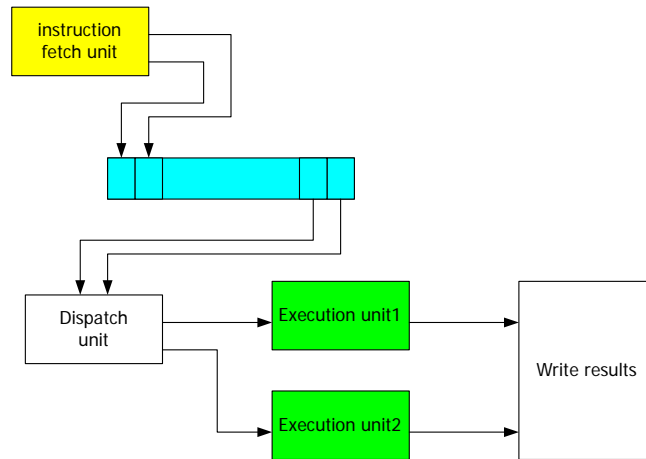 instruction
fetch unit
Dispatch
unit
Execution unit1
Execution unit2
Write results